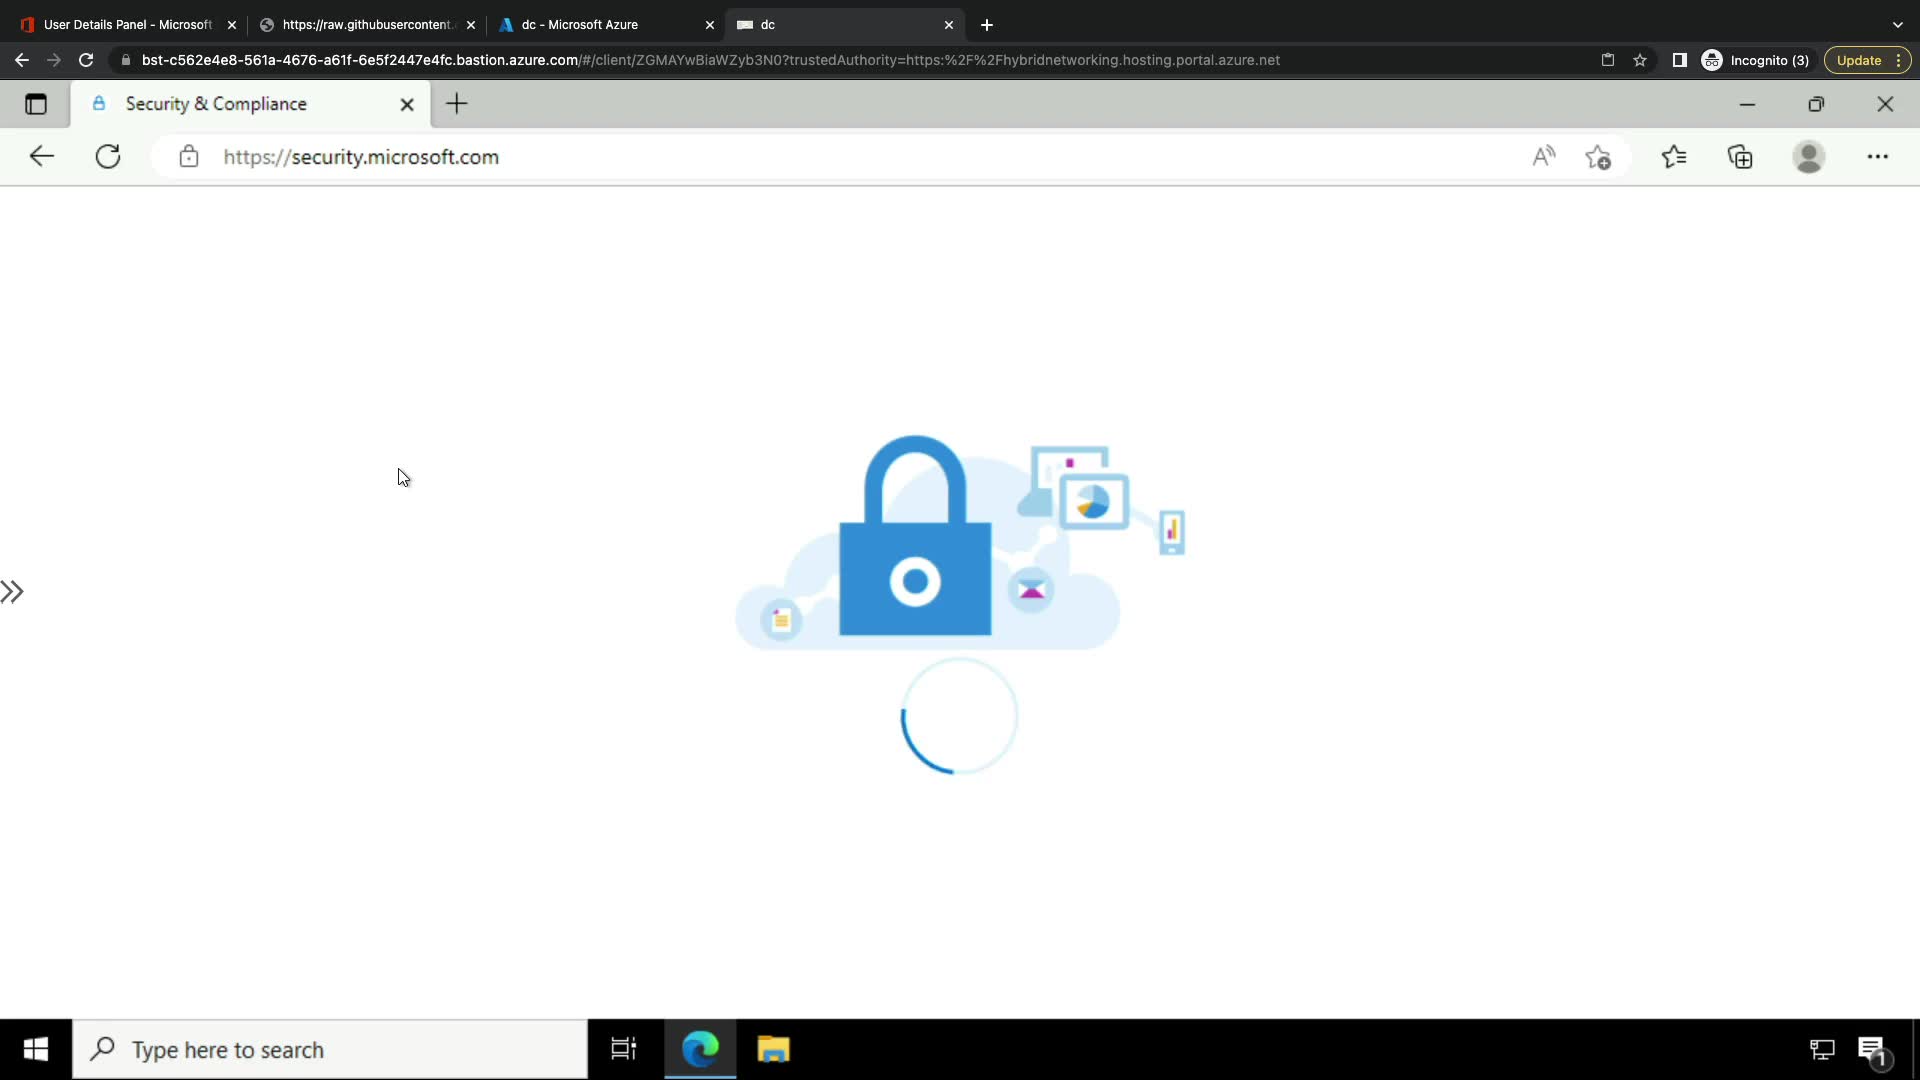 User Details Panel - Microsoft
https://raw.githubusercontent.
dc - Microsoft Azure
dc
bst-c562e4e8-561a-4676-a61f-6e5f2447e4fc.bastion.azure.com/#/client/ZGMAYwBiaWZyb3N0?trustedAuthority=https:%2F%2Fhybridnetworking.hosting.portal.azure.net
Incognito (3)
Update
Security & Compliance
https://security.microsoft.com
Type here to search
1